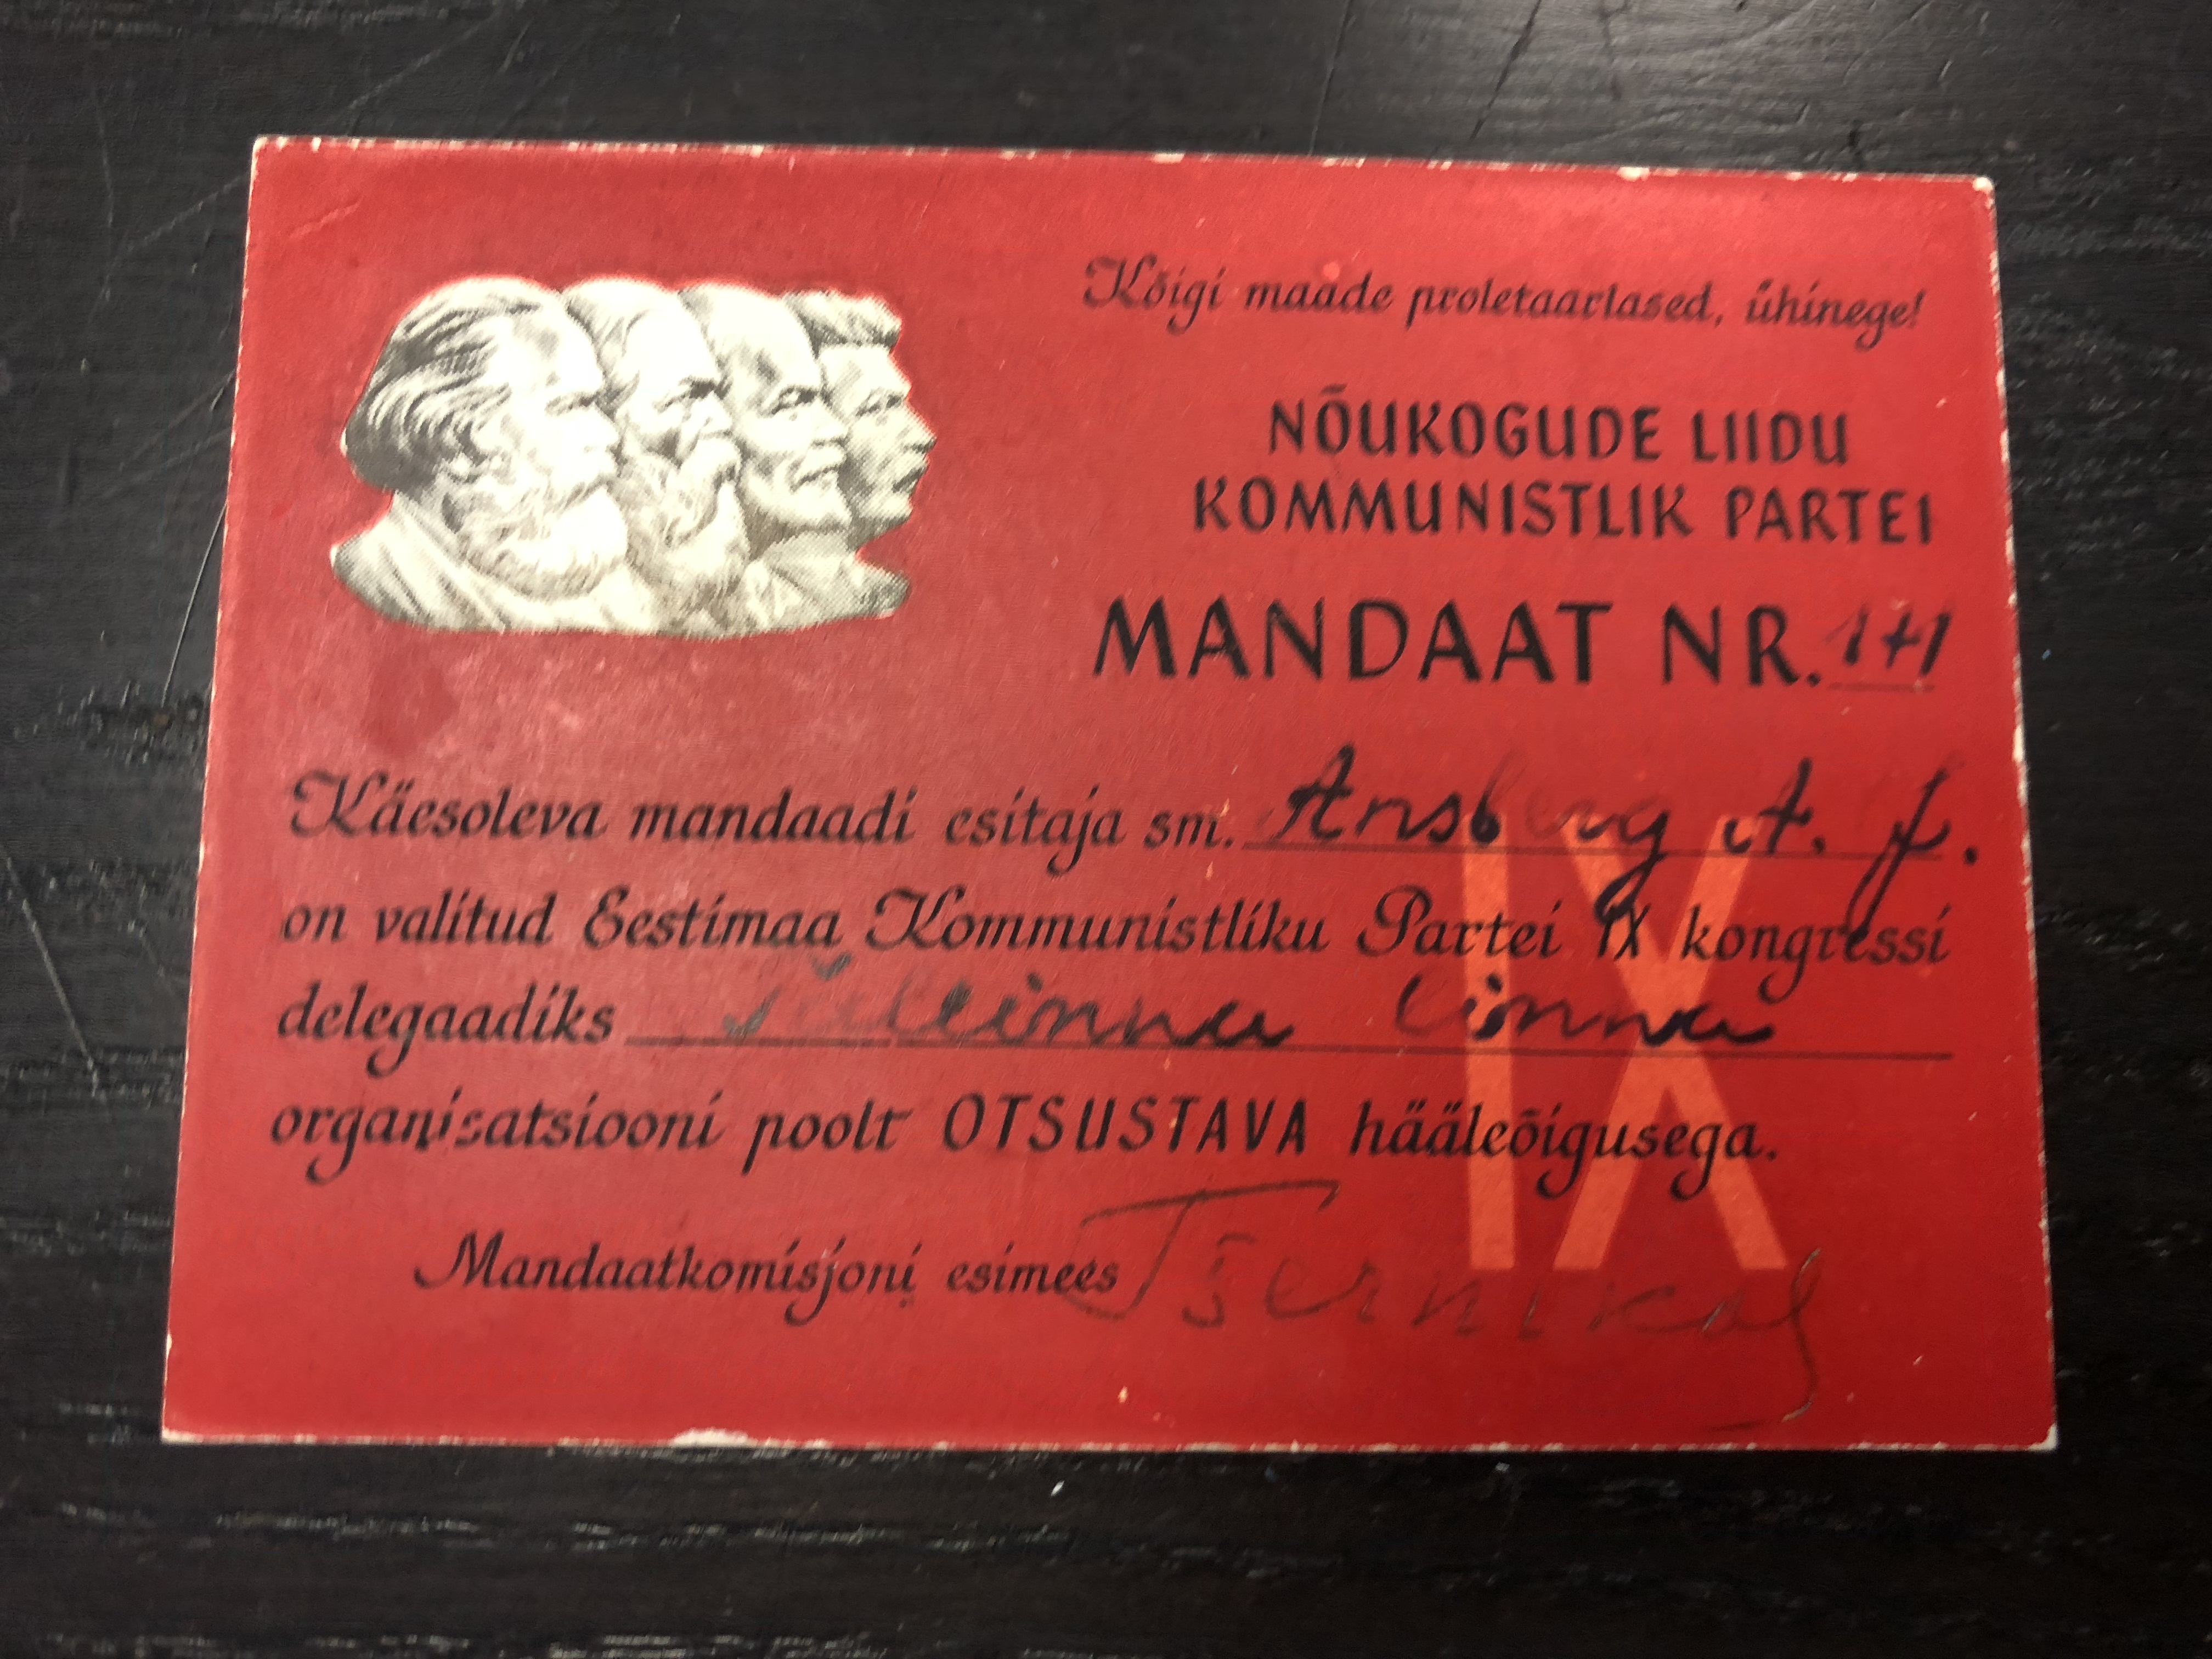 Kõigi maade proletaarlased, ühinege!
NÕUKOGUDE LIIDU
KOMMUNISTLIK PARTEI
MANDAAT NR.
Käesoleva mandaadi esitaja sm. Ansberg A. J.
on valitud Eestimaa Kommunistliku Partei IX kongressi
delegaadiks Tallinna linna
organisatsiooni poolt OTSUSTAVA hääleõigusega.
IX
Mandaatkomisjoni esimees